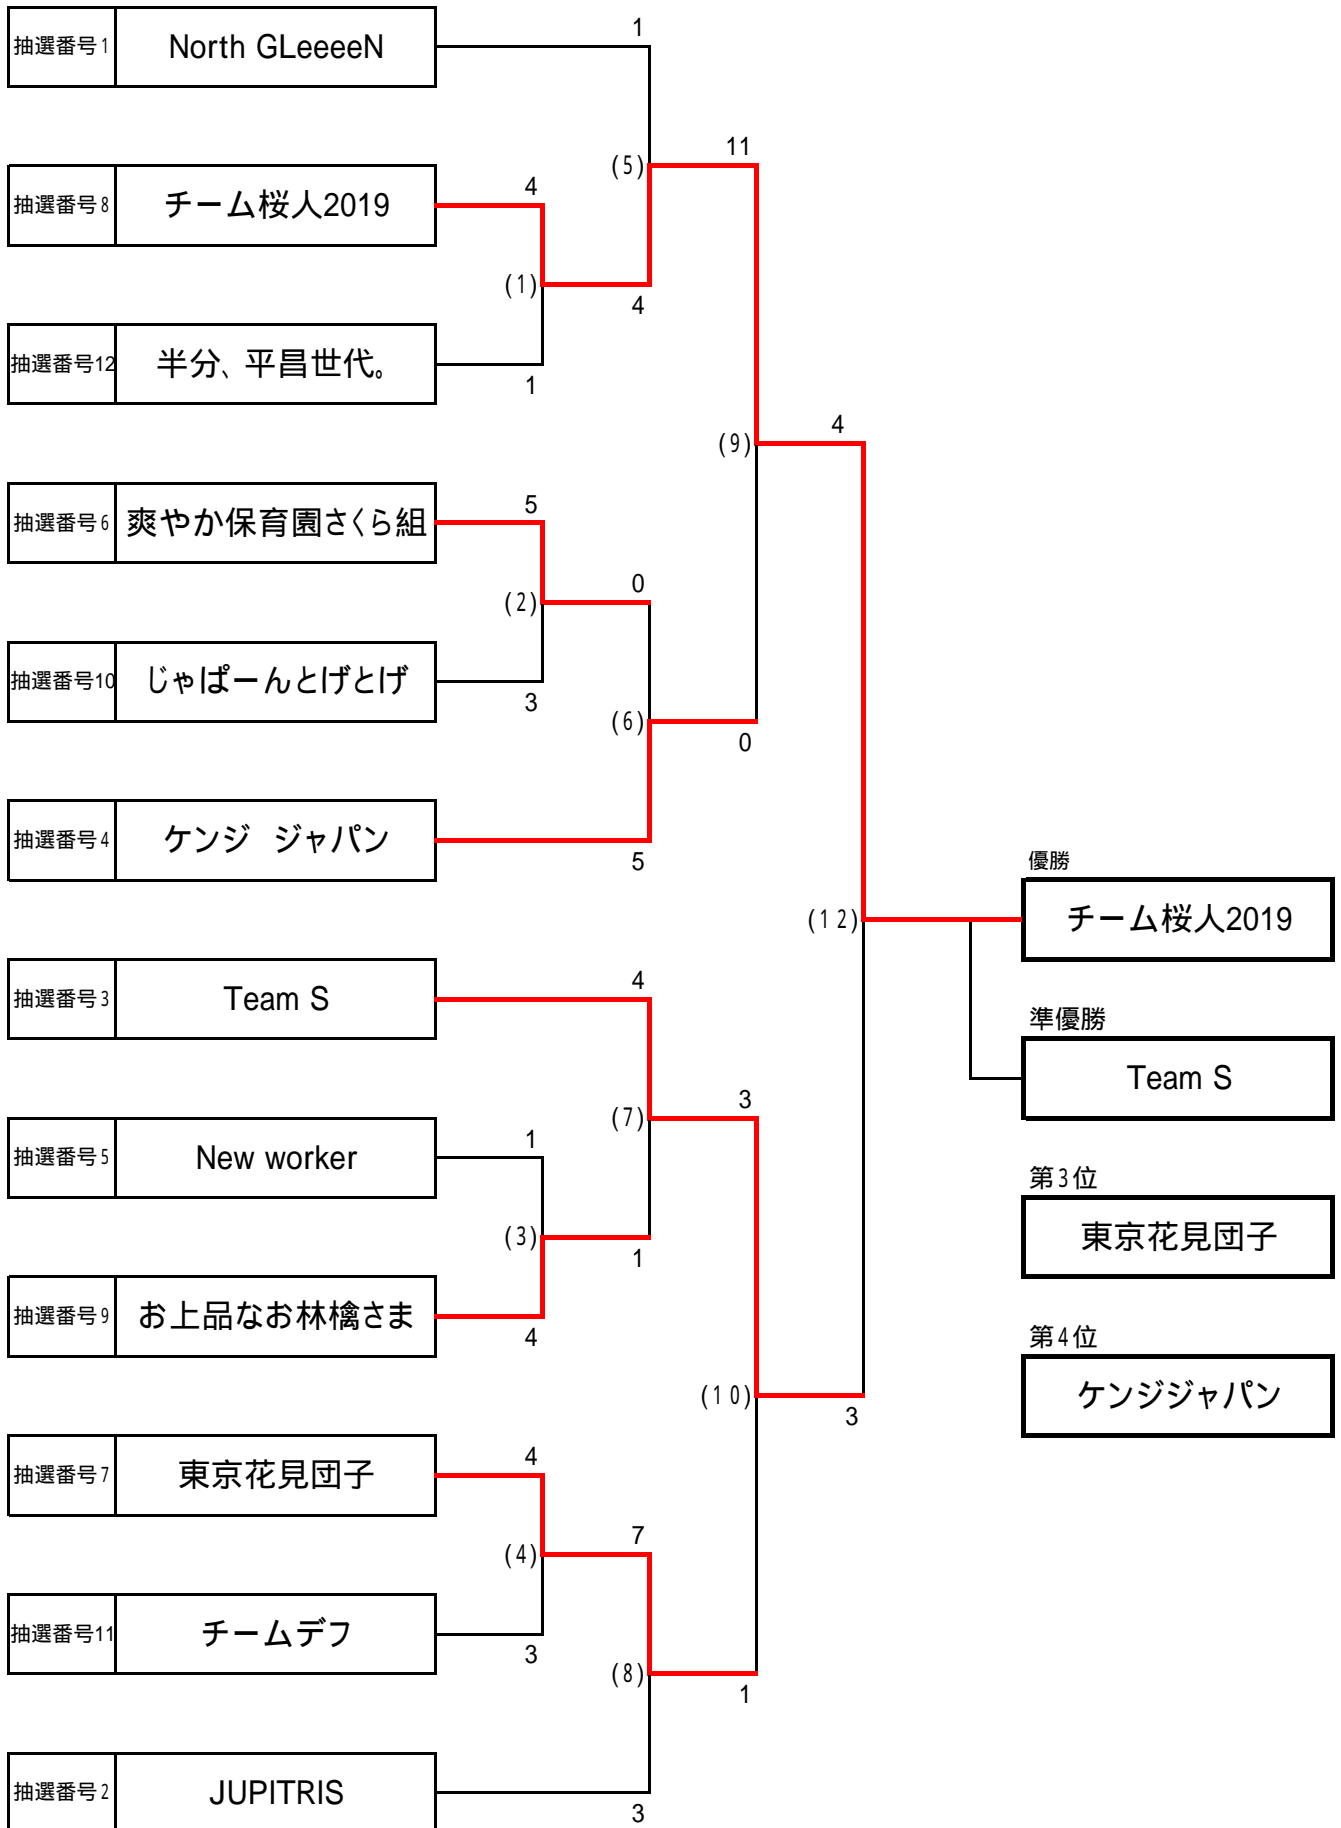 抽選番号1 North GLeeeeN
1
11
(5)
抽選番号8 チーム桜人2019
4
(1)
4
抽選番号12 半分、平昌世代。
1
4
(9)
抽選番号6 爽やか保育園さくら組
5
0
(2)
抽選番号10 じゃぱーんとげとげ
3
(6)
0
抽選番号4 ケンジ ジャパン
5
優勝
チーム桜人2019
(12)
抽選番号3 Team S
4
準優勝
Team S
3
(7)
抽選番号5 New worker
1
第3位
東京花見団子
(3)
1
抽選番号9 お上品なお林檎さま
4
第4位
ケンジジャパン
(10)
3
抽選番号7 東京花見団子
4
7
(4)
抽選番号11 チームデフ
3
(8)
1
抽選番号2 JUPITRIS
3